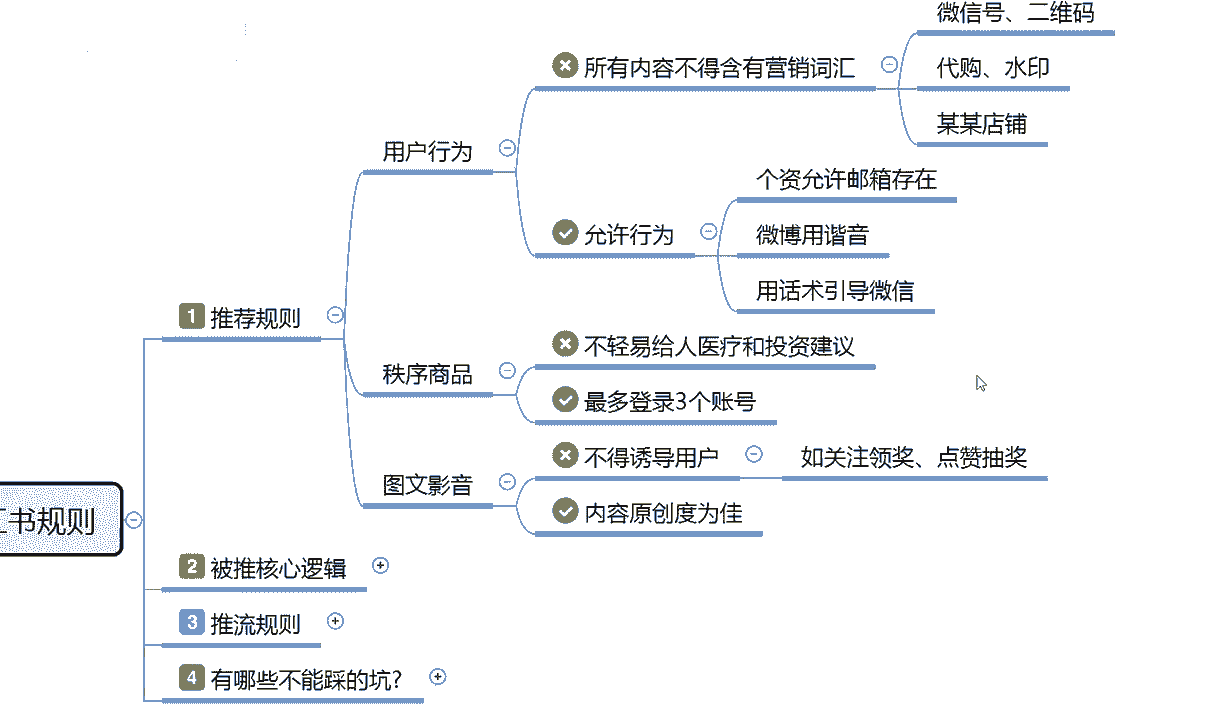 书规则
1 推荐规则
用户行为
所有内容不得含有营销词汇
微信号、二维码
代购、水印
某某店铺
允许行为
个资允许邮箱存在
微博用谐音
用话术引导微信
秩序商品
不轻易给人医疗和投资建议
最多登录3个账号
图文影音
不得诱导用户
如关注领奖、点赞抽奖
内容原创度为佳
2 被推核心逻辑
3 推流规则
4 有哪些不能踩的坑?